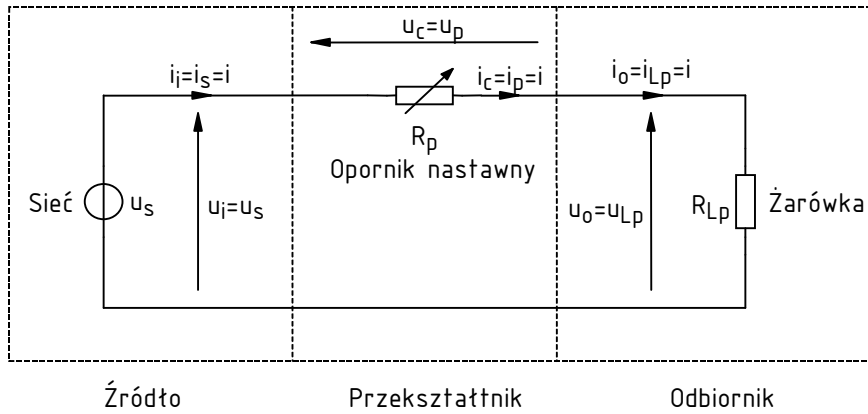 u_c=u_p
i_i=i_s=i
i_c=i_p=i
i_o=i_Lp=i
R_p
Opornik nastawny
Sieć
u_s
u_i=u_s
u_o=u_Lp
R_Lp
Żarówka
Źródło
Przekształtnik
Odbiornik